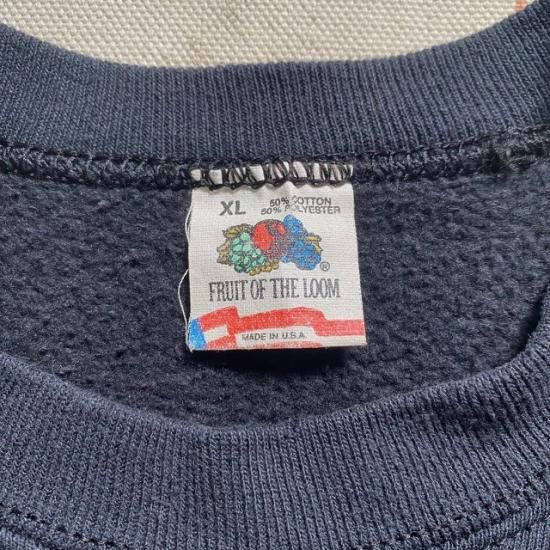 XL 50% COTTON
50% POLYESTER
®
FRUIT OF THE LOOM
MADE IN U.S.A.